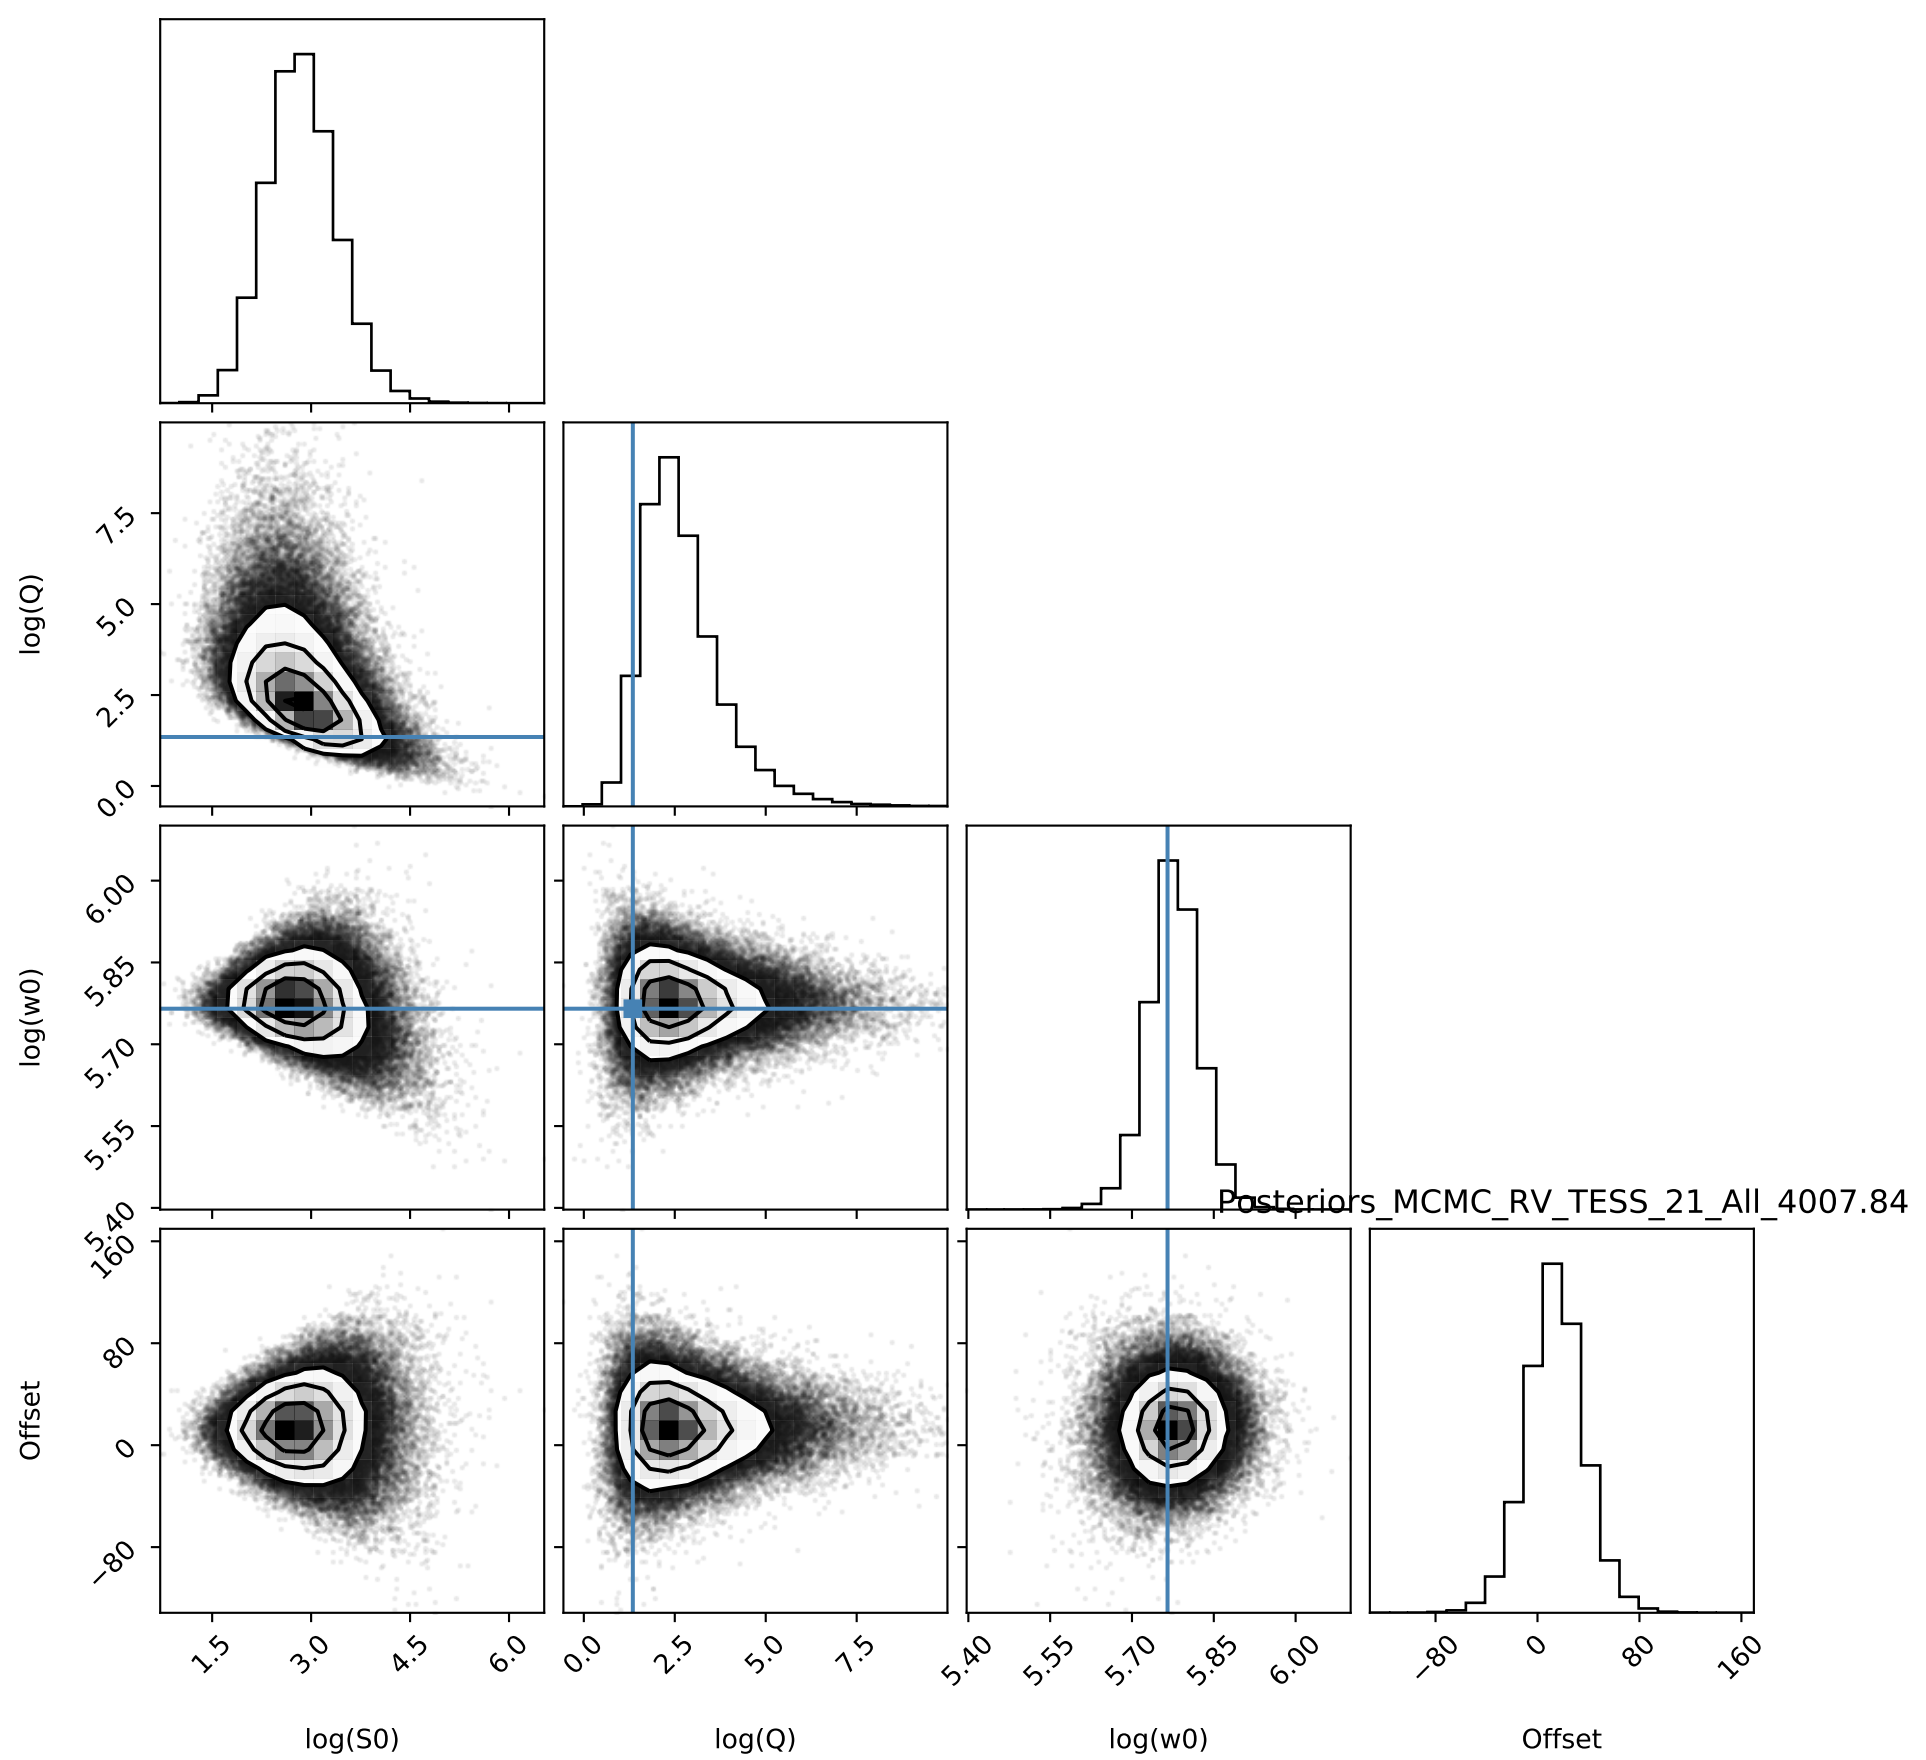 log(Q)
7.5
5.0
2.5
0.0
log(w0)
6.00
5.85
5.70
5.55
5.40
Posteriors_MCMC_RV_TESS_21_All_4007.84
Offset
160
80
0
−80
1.5 3.0 4.5 6.0 0.0 2.5 5.0 7.5 5.40 5.55 5.70 5.85 6.00 −80 0 80 160
log(S0) log(Q) log(w0) Offset